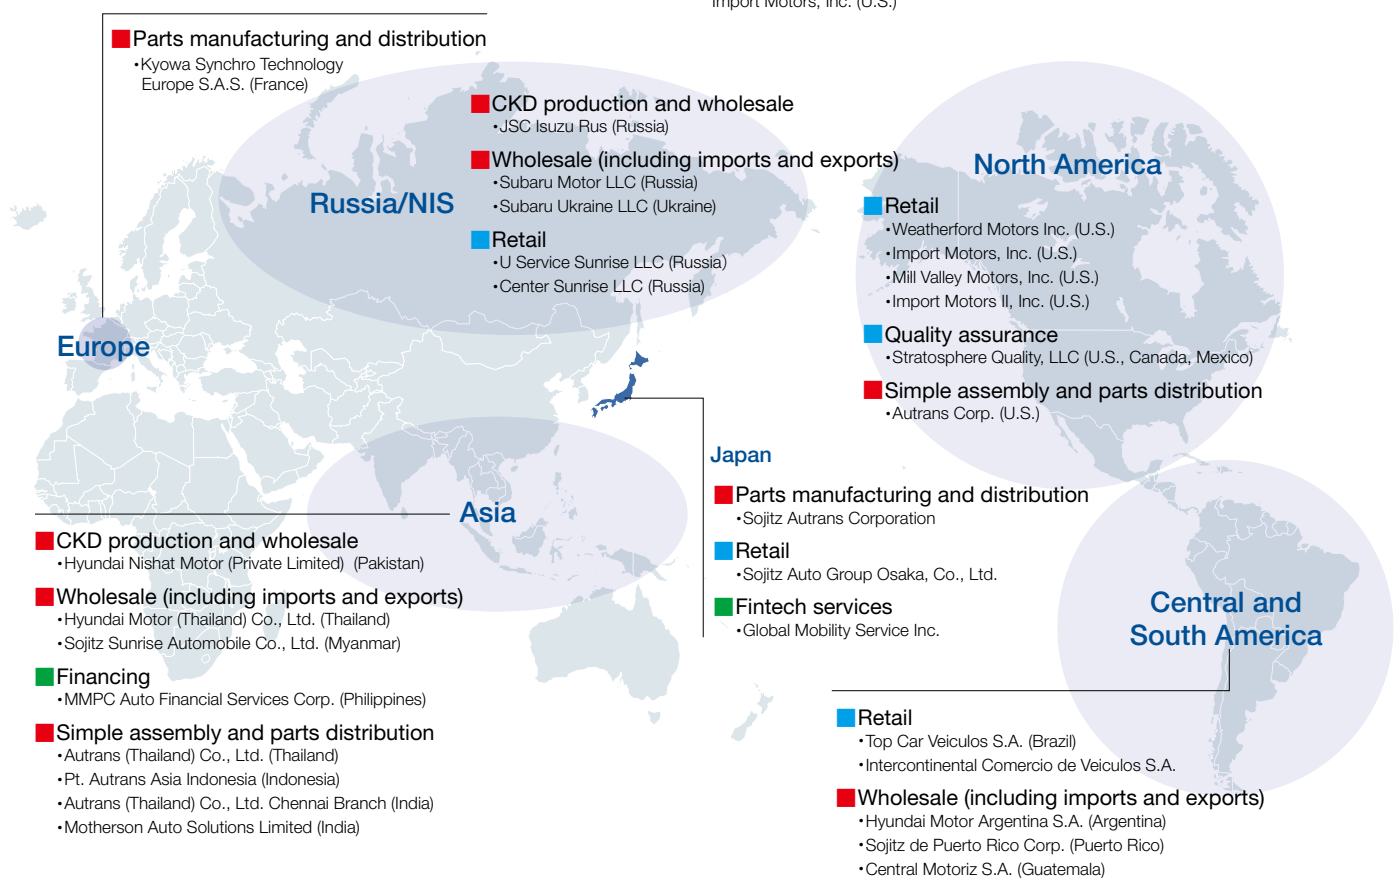 Import Motors, Inc. (U.S.)
Parts manufacturing and distribution
•Kyowa Synchro Technology
Europe S.A.S. (France)
Europe
Russia/NIS
CKD production and wholesale
•JSC Isuzu Rus (Russia)
Wholesale (including imports and exports)
•Subaru Motor LLC (Russia)
•Subaru Ukraine LLC (Ukraine)
Retail
•U Service Sunrise LLC (Russia)
•Center Sunrise LLC (Russia)
North America
Retail
•Weatherford Motors Inc. (U.S.)
•Import Motors, Inc. (U.S.)
•Mill Valley Motors, Inc. (U.S.)
•Import Motors II, Inc. (U.S.)
Quality assurance
•Stratosphere Quality, LLC (U.S., Canada, Mexico)
Simple assembly and parts distribution
•Autrans Corp. (U.S.)
Asia
CKD production and wholesale
•Hyundai Nishat Motor (Private Limited) (Pakistan)
Wholesale (including imports and exports)
•Hyundai Motor (Thailand) Co., Ltd. (Thailand)
•Sojitz Sunrise Automobile Co., Ltd. (Myanmar)
Financing
•MMPC Auto Financial Services Corp. (Philippines)
Simple assembly and parts distribution
•Autrans (Thailand) Co., Ltd. (Thailand)
•Pt. Autrans Asia Indonesia (Indonesia)
•Autrans (Thailand) Co., Ltd. Chennai Branch (India)
•Motherson Auto Solutions Limited (India)
Japan
Parts manufacturing and distribution
•Sojitz Autrans Corporation
Retail
•Sojitz Auto Group Osaka, Co., Ltd.
Fintech services
•Global Mobility Service Inc.
Central and
South America
Retail
•Top Car Veiculos S.A. (Brazil)
•Intercontinental Comercio de Veiculos S.A.
Wholesale (including imports and exports)
•Hyundai Motor Argentina S.A. (Argentina)
•Sojitz de Puerto Rico Corp. (Puerto Rico)
•Central Motoriz S.A. (Guatemala)